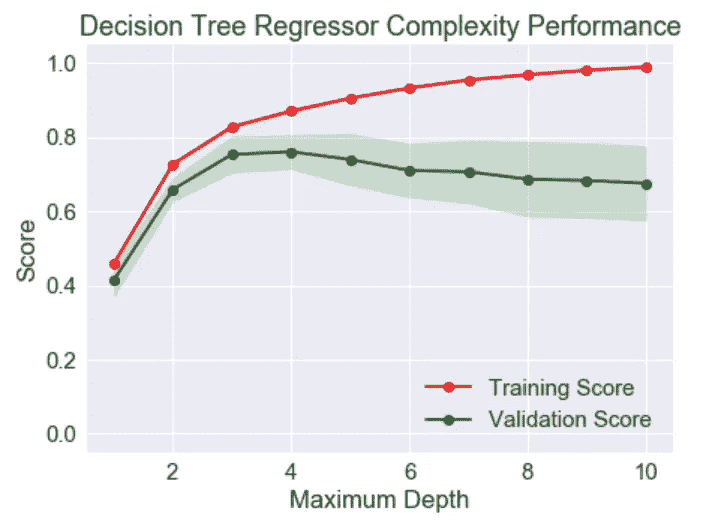 Decision Tree Regressor Complexity Performance
1.0
0.8
0.6
0.4
0.2
0.0
Score
Training Score
Validation Score
2 4 6 8 10
Maximum Depth